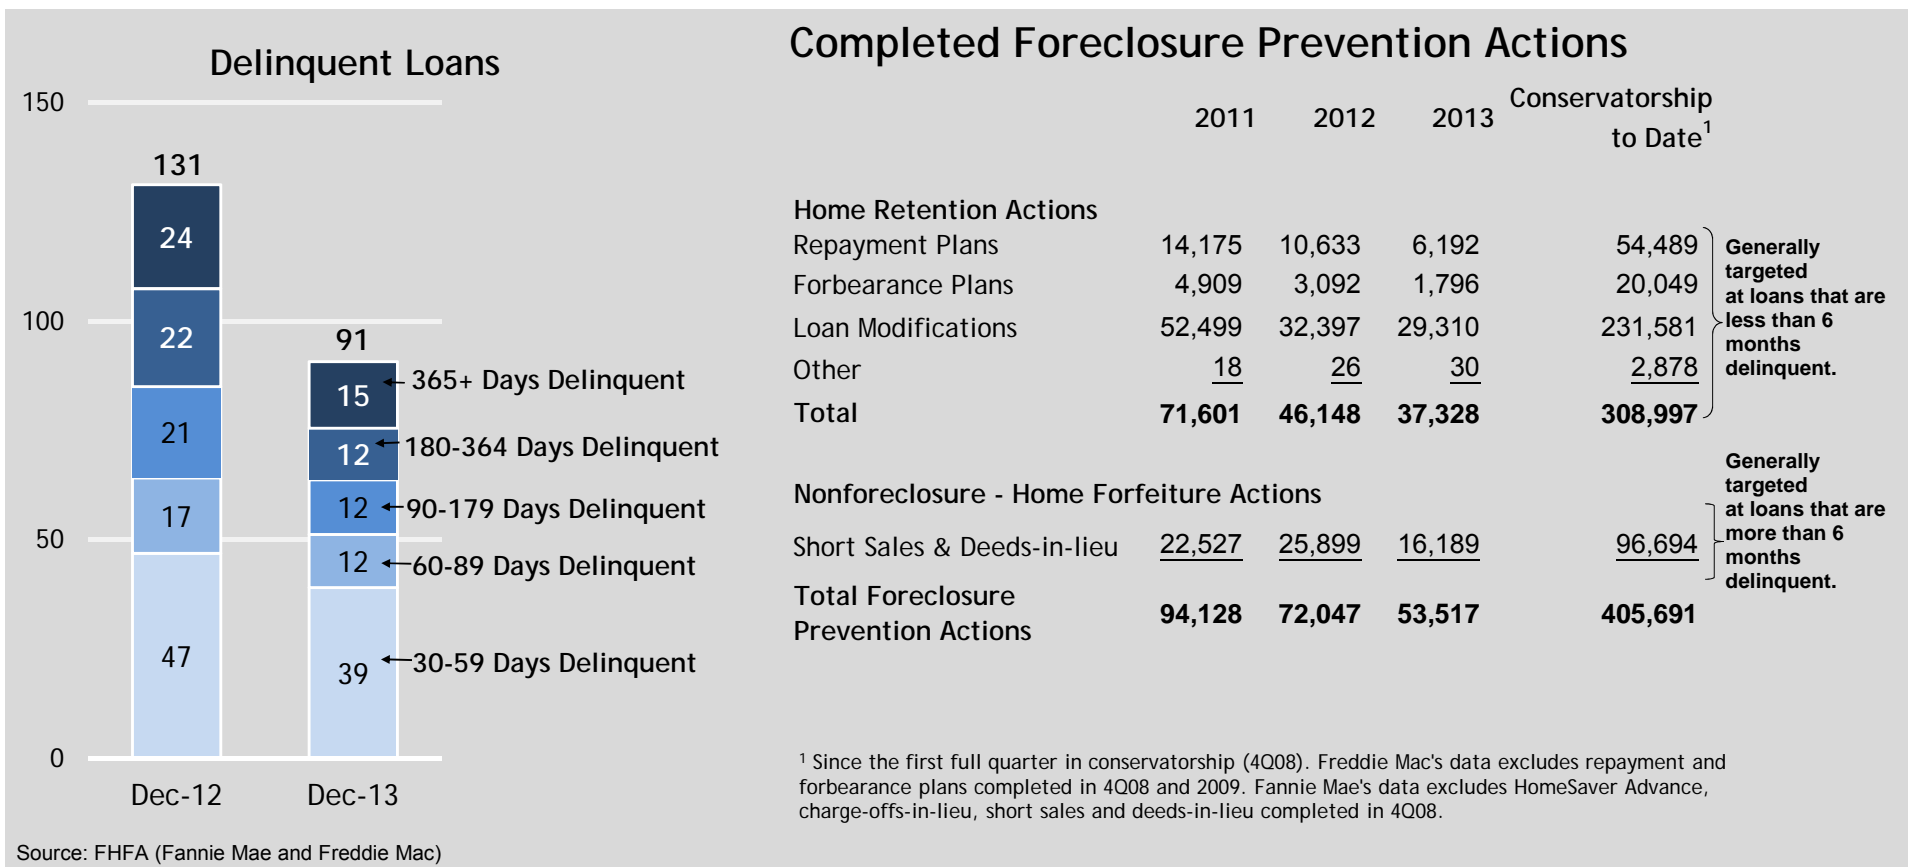 Delinquent Loans
150
131
24
22
21
17
47
100
91
15
12
12
12
39
50
0
365+ Days Delinquent
180-364 Days Delinquent
90-179 Days Delinquent
60-89 Days Delinquent
30-59 Days Delinquent
Dec-12 Dec-13
Source: FHFA (Fannie Mae and Freddie Mac)
Completed Foreclosure Prevention Actions
2011 2012 2013 Conservatorship
to Date¹
Home Retention Actions
Repayment Plans 14,175 10,633 6,192 54,489
Forbearance Plans 4,909 3,092 1,796 20,049
Loan Modifications 52,499 32,397 29,310 231,581
Other 18 26 30 2,878
Total 71,601 46,148 37,328 308,997
Generally
targeted
at loans that are
less than 6
months
delinquent.
Nonforeclosure - Home Forfeiture Actions
Short Sales & Deeds-in-lieu 22,527 25,899 16,189 96,694
Total Foreclosure
Prevention Actions 94,128 72,047 53,517 405,691
Generally
targeted
at loans that are
more than 6
months
delinquent.
¹ Since the first full quarter in conservatorship (4Q08). Freddie Mac's data excludes repayment and
forbearance plans completed in 4Q08 and 2009. Fannie Mae's data excludes HomeSaver Advance,
charge-offs-in-lieu, short sales and deeds-in-lieu completed in 4Q08.